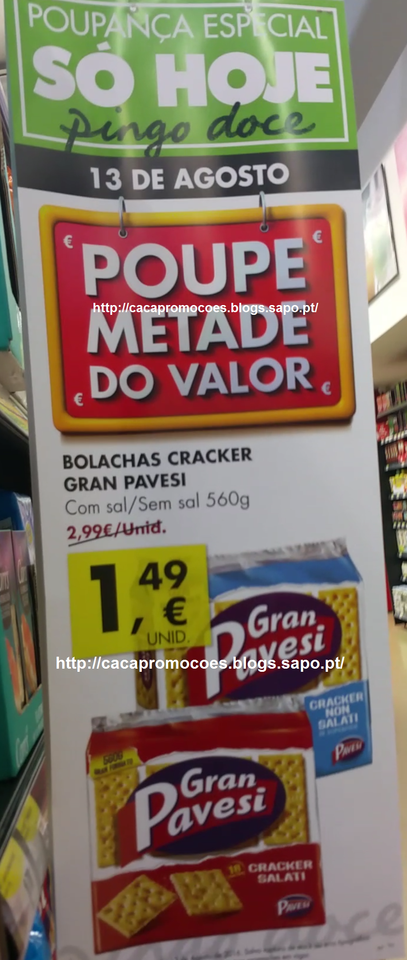 POUPANÇA ESPECIAL
SÓ HOJE
pingo doce
13 DE AGOSTO
€ €
POUPE
http://cacapromocoes.blogs.sapo.pt/
METADE
DO VALOR
€ €
BOLACHAS CRACKER
GRAN PAVESI
Com sal/Sem sal 560g
2,99€/Unid.
1,49
€
UNID.
http://cacapromocoes.blogs.sapo.pt/
Gran
Pavesi
CRACKER
NON
SALATI
PAVESI
560G
Gran
Pavesi
CRACKER
SALATI
PAVESI